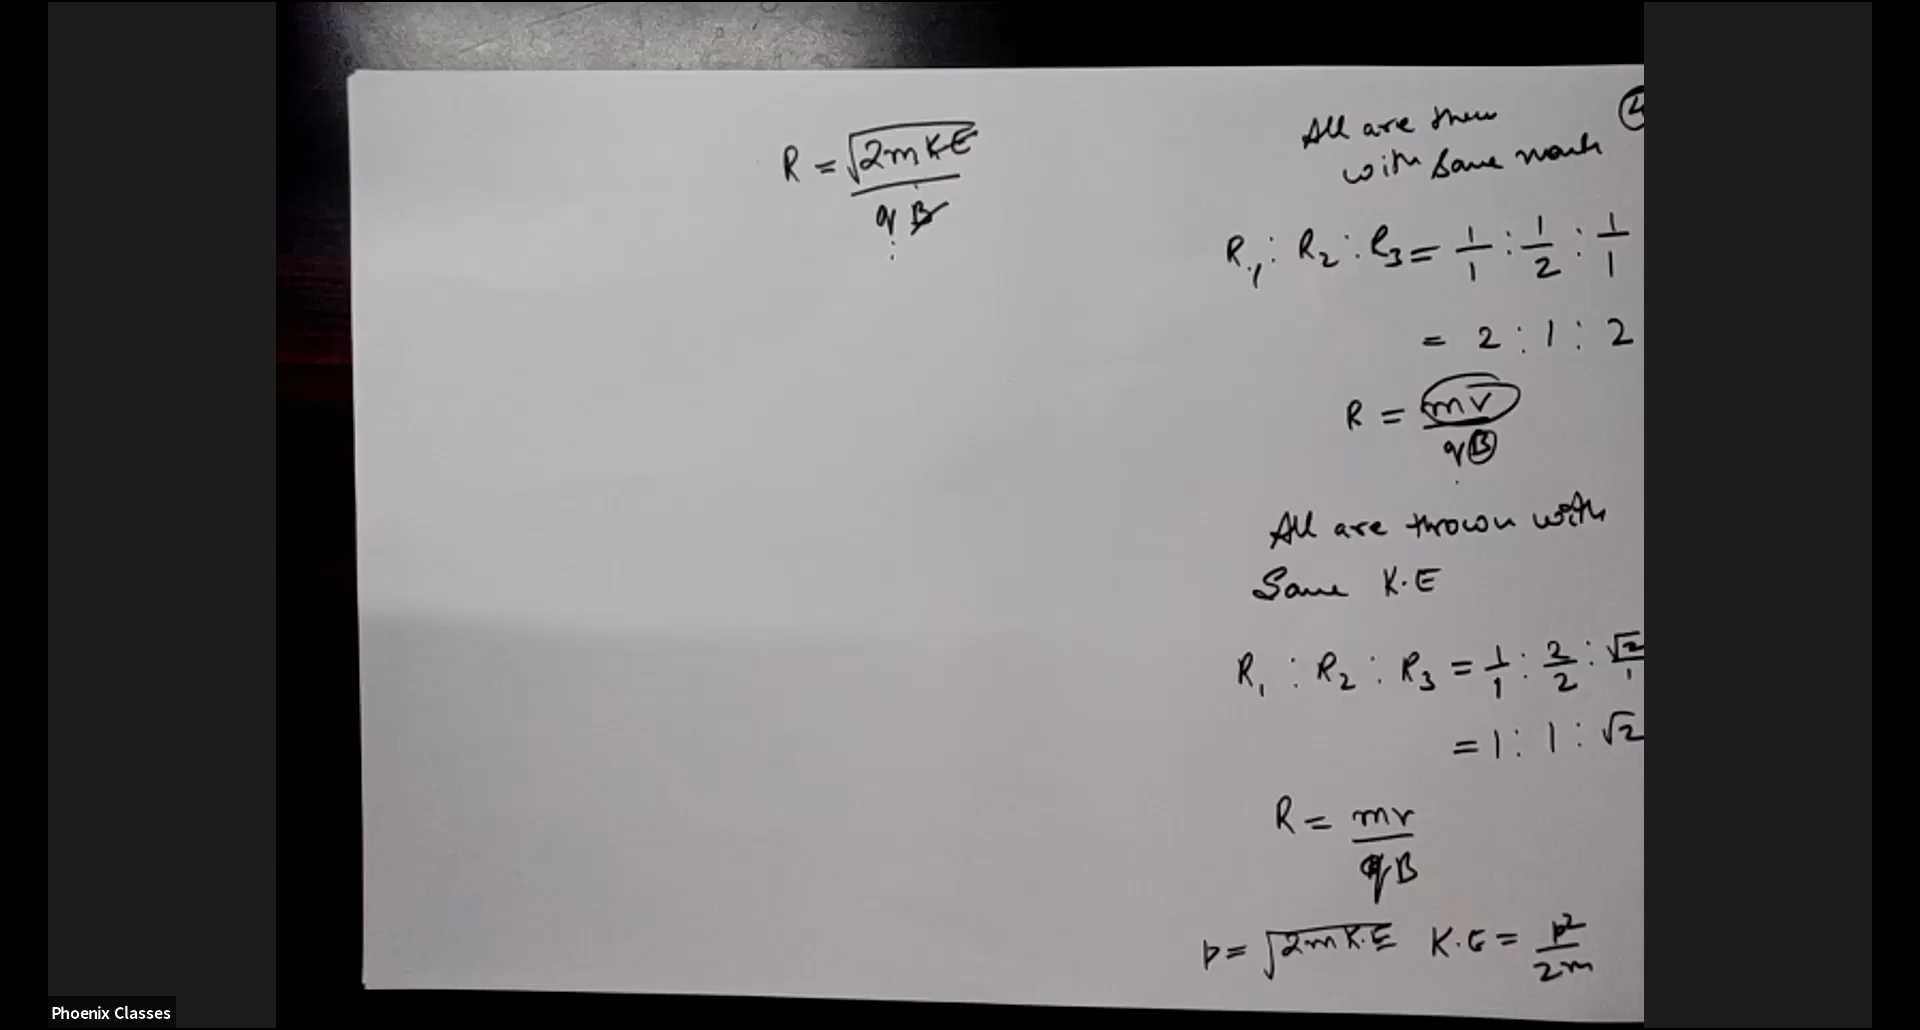 R = √2mKE / qB
All are thrown
with same mom
R₁ : R₂ : R₃ = 1/1 : 1/2 : 1/1
= 2 : 1 : 2
R = mv / qB
All are thrown with
Same K.E
R₁ : R₂ : R₃ = 1/1 : 2/2 : √2/1
= 1 : 1 : √2
R = mv / qB
p = √2mK.E K.E = p²/2m
Phoenix Classes